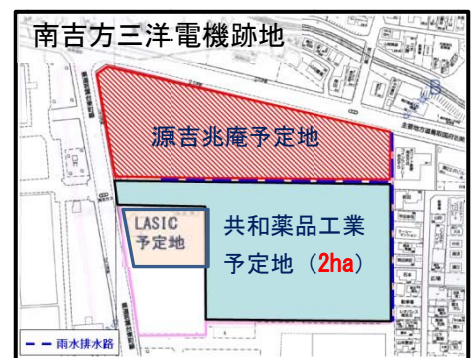 南吉方三洋電機跡地
源吉兆庵予定地
LASIC
予定地
共和薬品工業
予定地（2ha）
雨水排水路